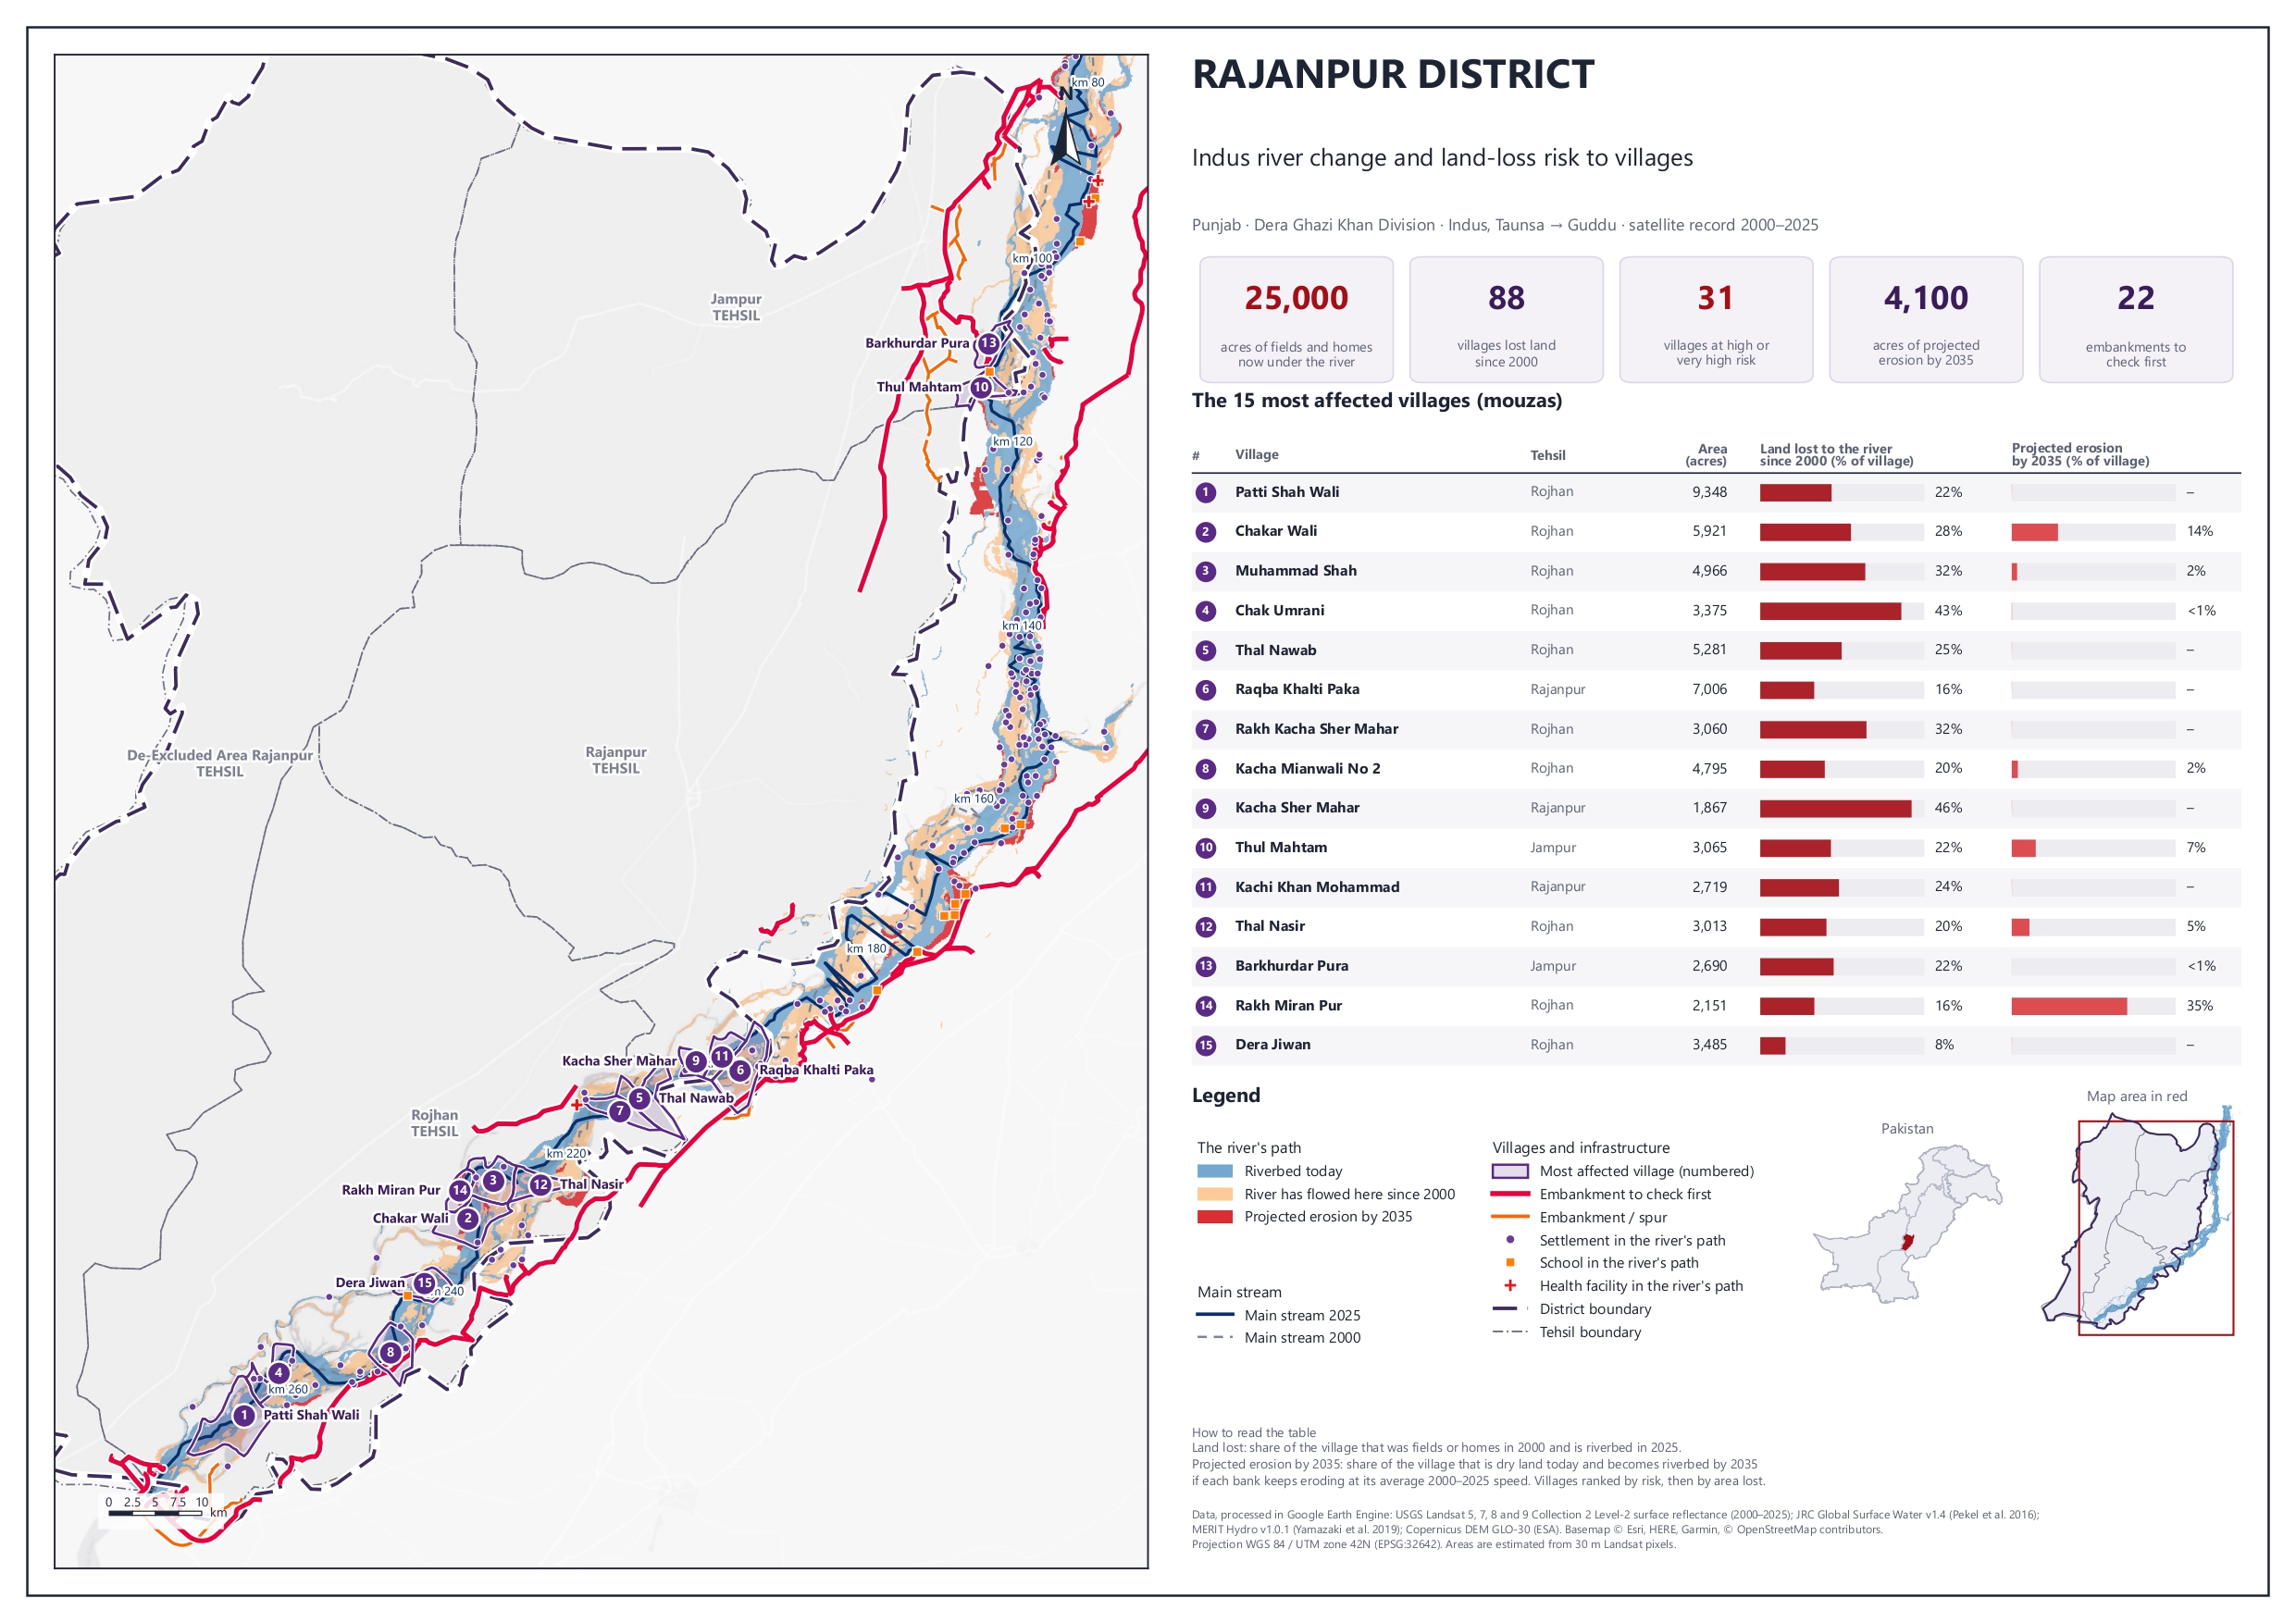 RAJANPUR DISTRICT
Indus river change and land-loss risk to villages
Punjab · Dera Ghazi Khan Division · Indus, Taunsa → Guddu · satellite record 2000–2025
25,000
acres of fields and homes
now under the river
88
villages lost land
since 2000
31
villages at high or
very high risk
4,100
acres of projected
erosion by 2035
22
embankments to
check first
The 15 most affected villages (mouzas)
# Village Tehsil Area (acres) Land lost to the river since 2000 (% of village) Projected erosion by 2035 (% of village)
1 Patti Shah Wali Rojhan 9,348 22% –
2 Chakar Wali Rojhan 5,921 28% 14%
3 Muhammad Shah Rojhan 4,966 32% 2%
4 Chak Umrani Rojhan 3,375 43% <1%
5 Thal Nawab Rojhan 5,281 25% –
6 Raqba Khalti Paka Rajanpur 7,006 16% –
7 Rakh Kacha Sher Mahar Rojhan 3,060 32% –
8 Kacha Mianwali No 2 Rojhan 4,795 20% 2%
9 Kacha Sher Mahar Rajanpur 1,867 46% –
10 Thul Mahtam Jampur 3,065 22% 7%
11 Kachi Khan Mohammad Rajanpur 2,719 24% –
12 Thal Nasir Rojhan 3,013 20% 5%
13 Barkhurdar Pura Jampur 2,690 22% <1%
14 Rakh Miran Pur Rojhan 2,151 16% 35%
15 Dera Jiwan Rojhan 3,485 8% –
Legend
The river's path
Riverbed today
River has flowed here since 2000
Projected erosion by 2035
Main stream
Main stream 2025
Main stream 2000
Villages and infrastructure
Most affected village (numbered)
Embankment to check first
Embankment / spur
Settlement in the river's path
School in the river's path
Health facility in the river's path
District boundary
Tehsil boundary
Pakistan
Map area in red
How to read the table
Land lost: share of the village that was fields or homes in 2000 and is riverbed in 2025.
Projected erosion by 2035: share of the village that is dry land today and becomes riverbed by 2035
if each bank keeps eroding at its average 2000–2025 speed. Villages ranked by risk, then by area lost.
Data, processed in Google Earth Engine: USGS Landsat 5, 7, 8 and 9 Collection 2 Level-2 surface reflectance (2000–2025); JRC Global Surface Water v1.4 (Pekel et al. 2016);
MERIT Hydro v1.0.1 (Yamazaki et al. 2019); Copernicus DEM GLO-30 (ESA). Basemap © Esri, HERE, Garmin, © OpenStreetMap contributors.
Projection WGS 84 / UTM zone 42N (EPSG:32642). Areas are estimated from 30 m Landsat pixels.
km 80
N
km 100
Jampur
TEHSIL
Barkhurdar Pura 13
Thul Mahtam 10
km 120
km 140
De-Excluded Area Rajanpur
TEHSIL
Rajanpur
TEHSIL
km 160
km 180
Kacha Sher Mahar 9 11
6 Raqba Khalti Paka
5 Thal Nawab
7
Rojhan
TEHSIL
km 220
3
Rakh Miran Pur 14
12 Thal Nasir
Chakar Wali 2
Dera Jiwan 15
240
8
4
km 260
1 Patti Shah Wali
0 2.5 5 7.5 10
km